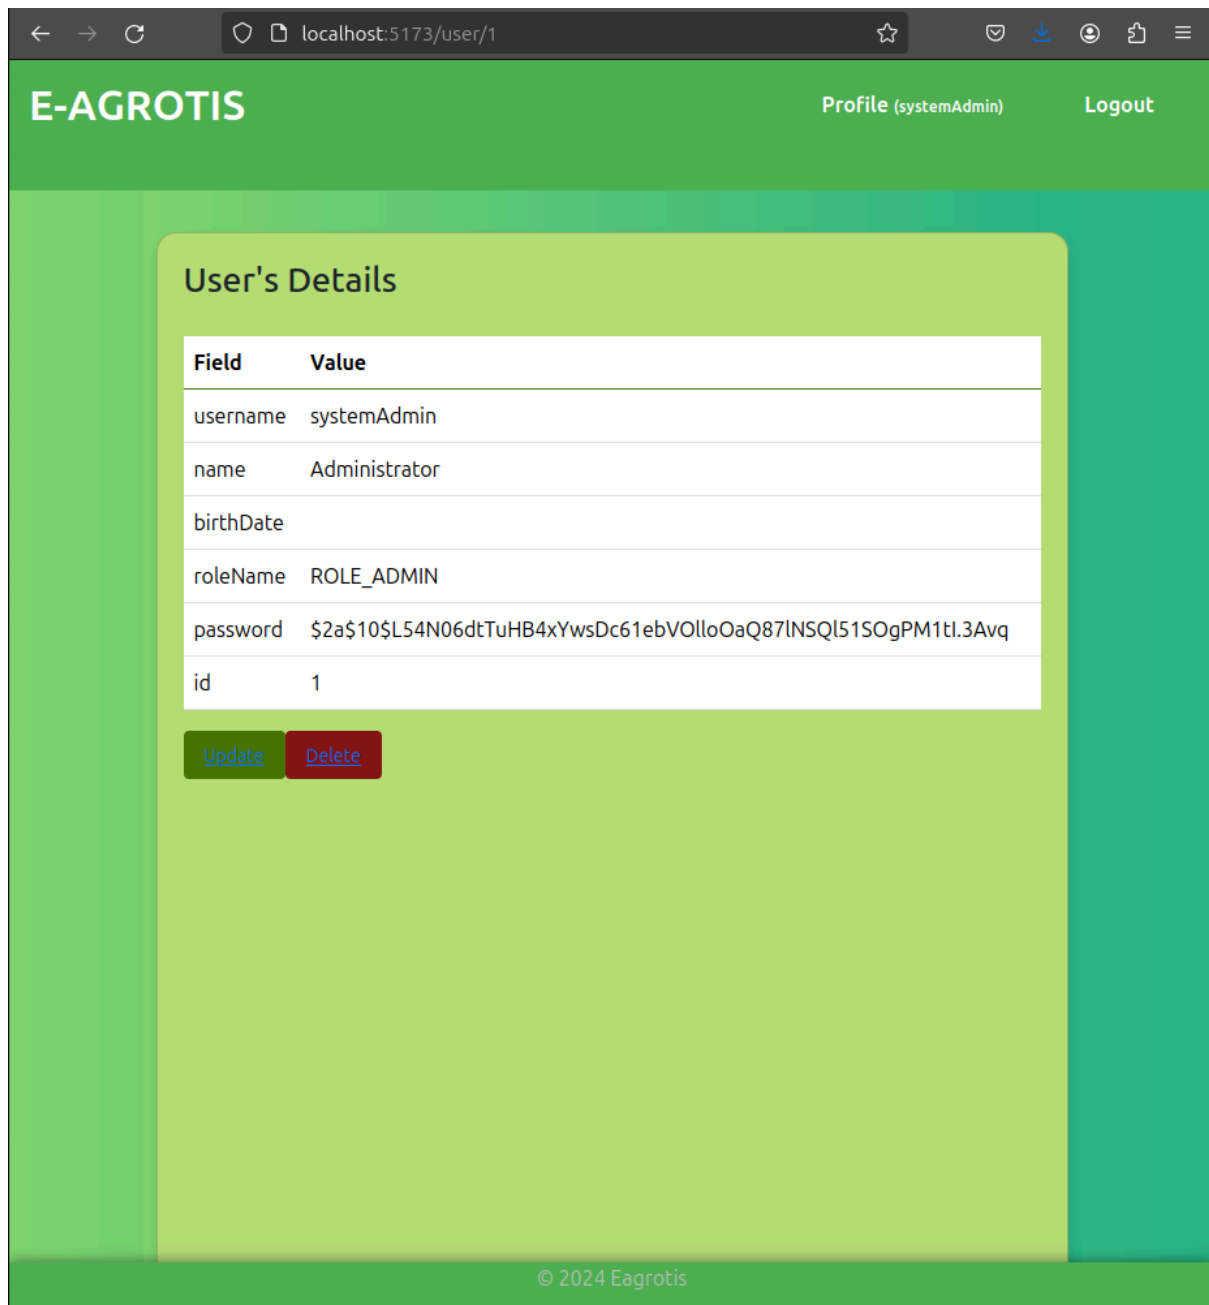 localhost:5173/user/1
E-AGROTIS
Profile (systemAdmin) Logout
User's Details
Field Value
username systemAdmin
name Administrator
birthDate
roleName ROLE_ADMIN
password $2a$10$L54N06dtTuHB4xYwsDc61ebVOlloOaQ87lNSQl51SOgPM1tI.3Avq
id 1
Update Delete
© 2024 Eagrotis